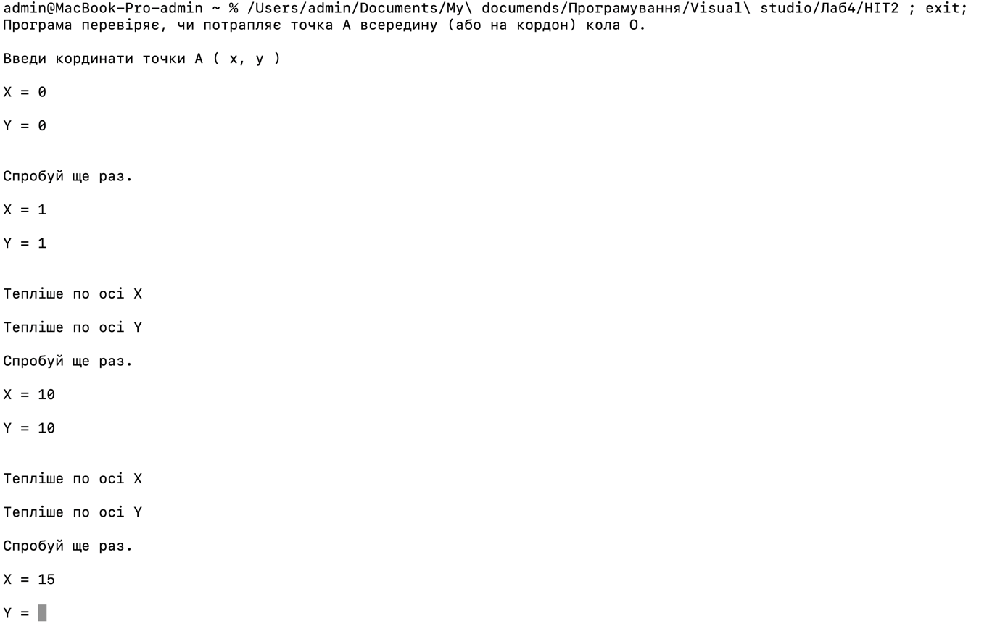 admin@MacBook-Pro-admin ~ % /Users/admin/Documents/My\ documends/Програмування/Visual\ studio/Лаб4/HIT2 ; exit;
Програма перевіряє, чи потрапляє точка А всередину (або на кордон) кола О.
Введи кординати точки А ( x, y )
X = 0
Y = 0
Спробуй ще раз.
X = 1
Y = 1
Тепліше по осі X
Тепліше по осі Y
Спробуй ще раз.
X = 10
Y = 10
Тепліше по осі X
Тепліше по осі Y
Спробуй ще раз.
X = 15
Y =